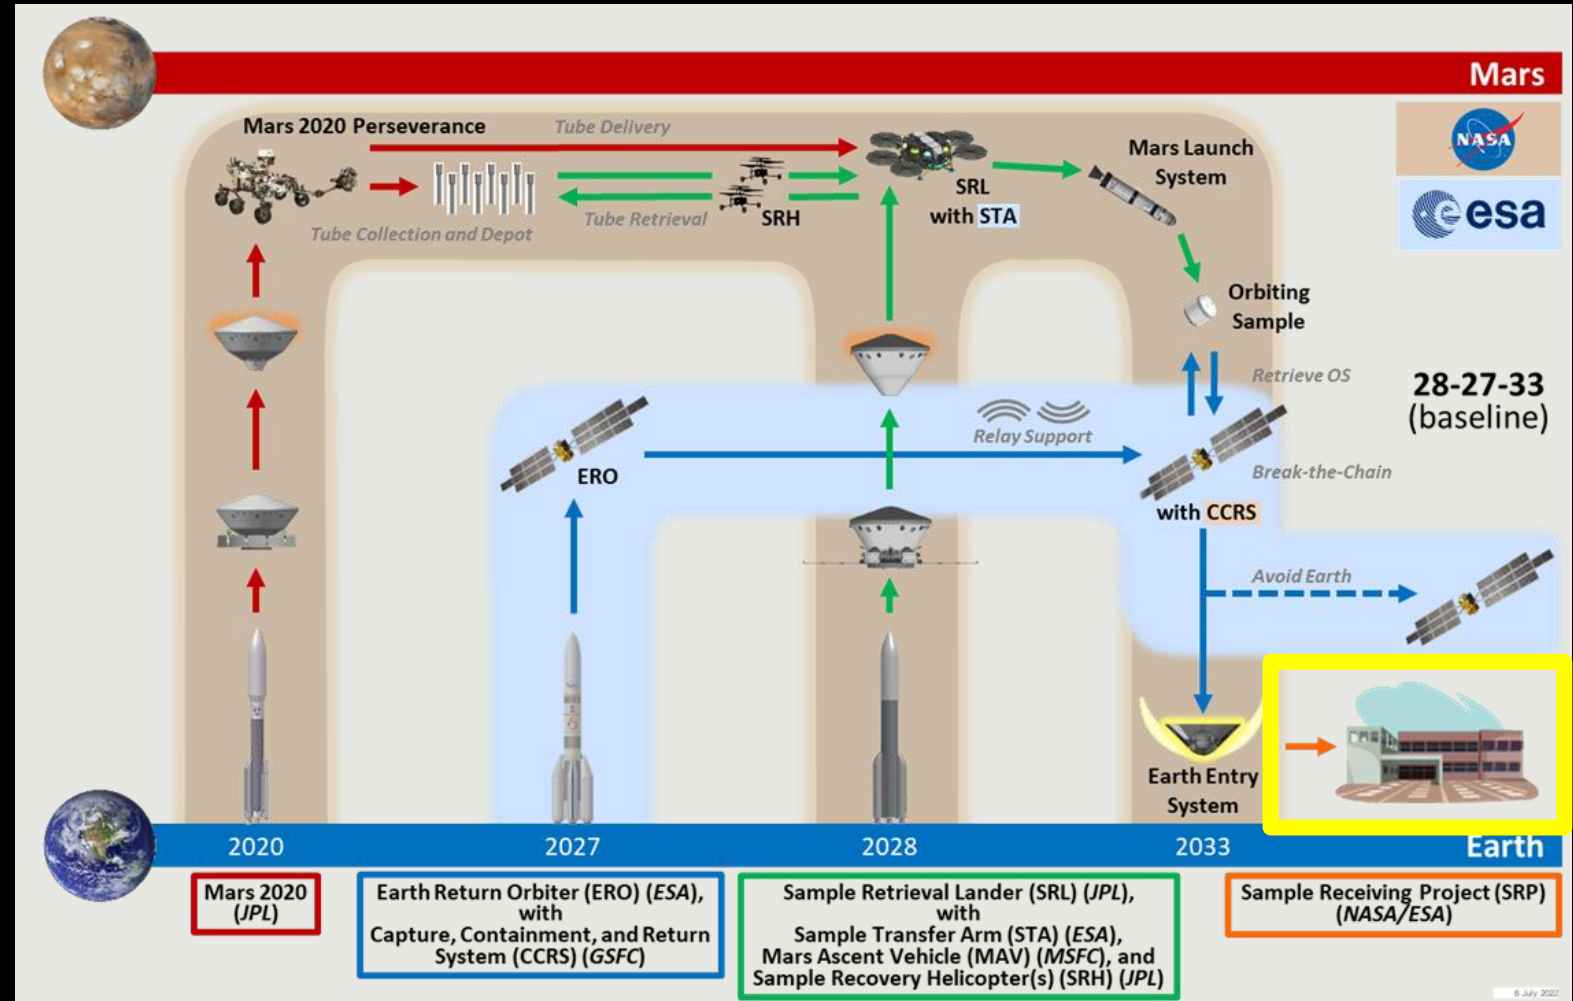 Mars
NASA
esa
Mars 2020 Perseverance
Tube Delivery
Tube Collection and Depot
Tube Retrieval
SRH
SRL
with STA
Mars Launch
System
Orbiting
Sample
Retrieve OS
28-27-33
(baseline)
Relay Support
ERO
Break-the-Chain
with CCRS
Avoid Earth
Earth Entry
System
2020
2027
2028
2033
Earth
Mars 2020
(JPL)
Earth Return Orbiter (ERO) (ESA),
with
Capture, Containment, and Return
System (CCRS) (GSFC)
Sample Retrieval Lander (SRL) (JPL),
with
Sample Transfer Arm (STA) (ESA),
Mars Ascent Vehicle (MAV) (MSFC), and
Sample Recovery Helicopter(s) (SRH) (JPL)
Sample Receiving Project (SRP)
(NASA/ESA)
6 July 2022